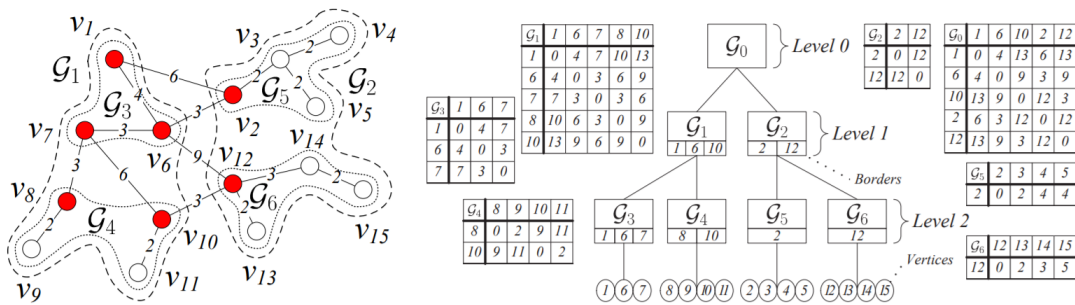 v₁
v₃
v₄
2
𝒢₁
6
2
2
𝒢₂
𝒢₅
4
𝒢₃
3
v₂
v₅
v₇
3
v₆
9
v₁₂
v₁₄
3
6
3
2
v₈
𝒢₆
𝒢₄
3
2
2
v₁₀
2
v₁₅
v₉
v₁₁
v₁₃
𝒢₃ 1 6 7
1 0 4 7
6 4 0 3
7 7 3 0
𝒢₁ 1 6 7 8 10
1 0 4 7 10 13
6 4 0 3 6 9
7 7 3 0 3 6
8 10 6 3 0 9
10 13 9 6 9 0
𝒢₄ 8 9 10 11
8 0 2 9 11
10 9 11 0 2
𝒢₀
Level 0
𝒢₁ 𝒢₂
1 6 10 2 12
Level 1
Borders
𝒢₃ 𝒢₄ 𝒢₅ 𝒢₆
1 6 7 8 10 2 12
Level 2
Vertices
1 6 7 8 9 10 11 2 3 4 5 12 13 14 15
𝒢₂ 2 12
2 0 12
12 12 0
𝒢₀ 1 6 10 2 12
1 0 4 13 6 13
6 4 0 9 3 9
10 13 9 0 12 3
2 6 3 12 0 12
12 13 9 3 12 0
𝒢₅ 2 3 4 5
2 0 2 4 4
𝒢₆ 12 13 14 15
12 0 2 3 5